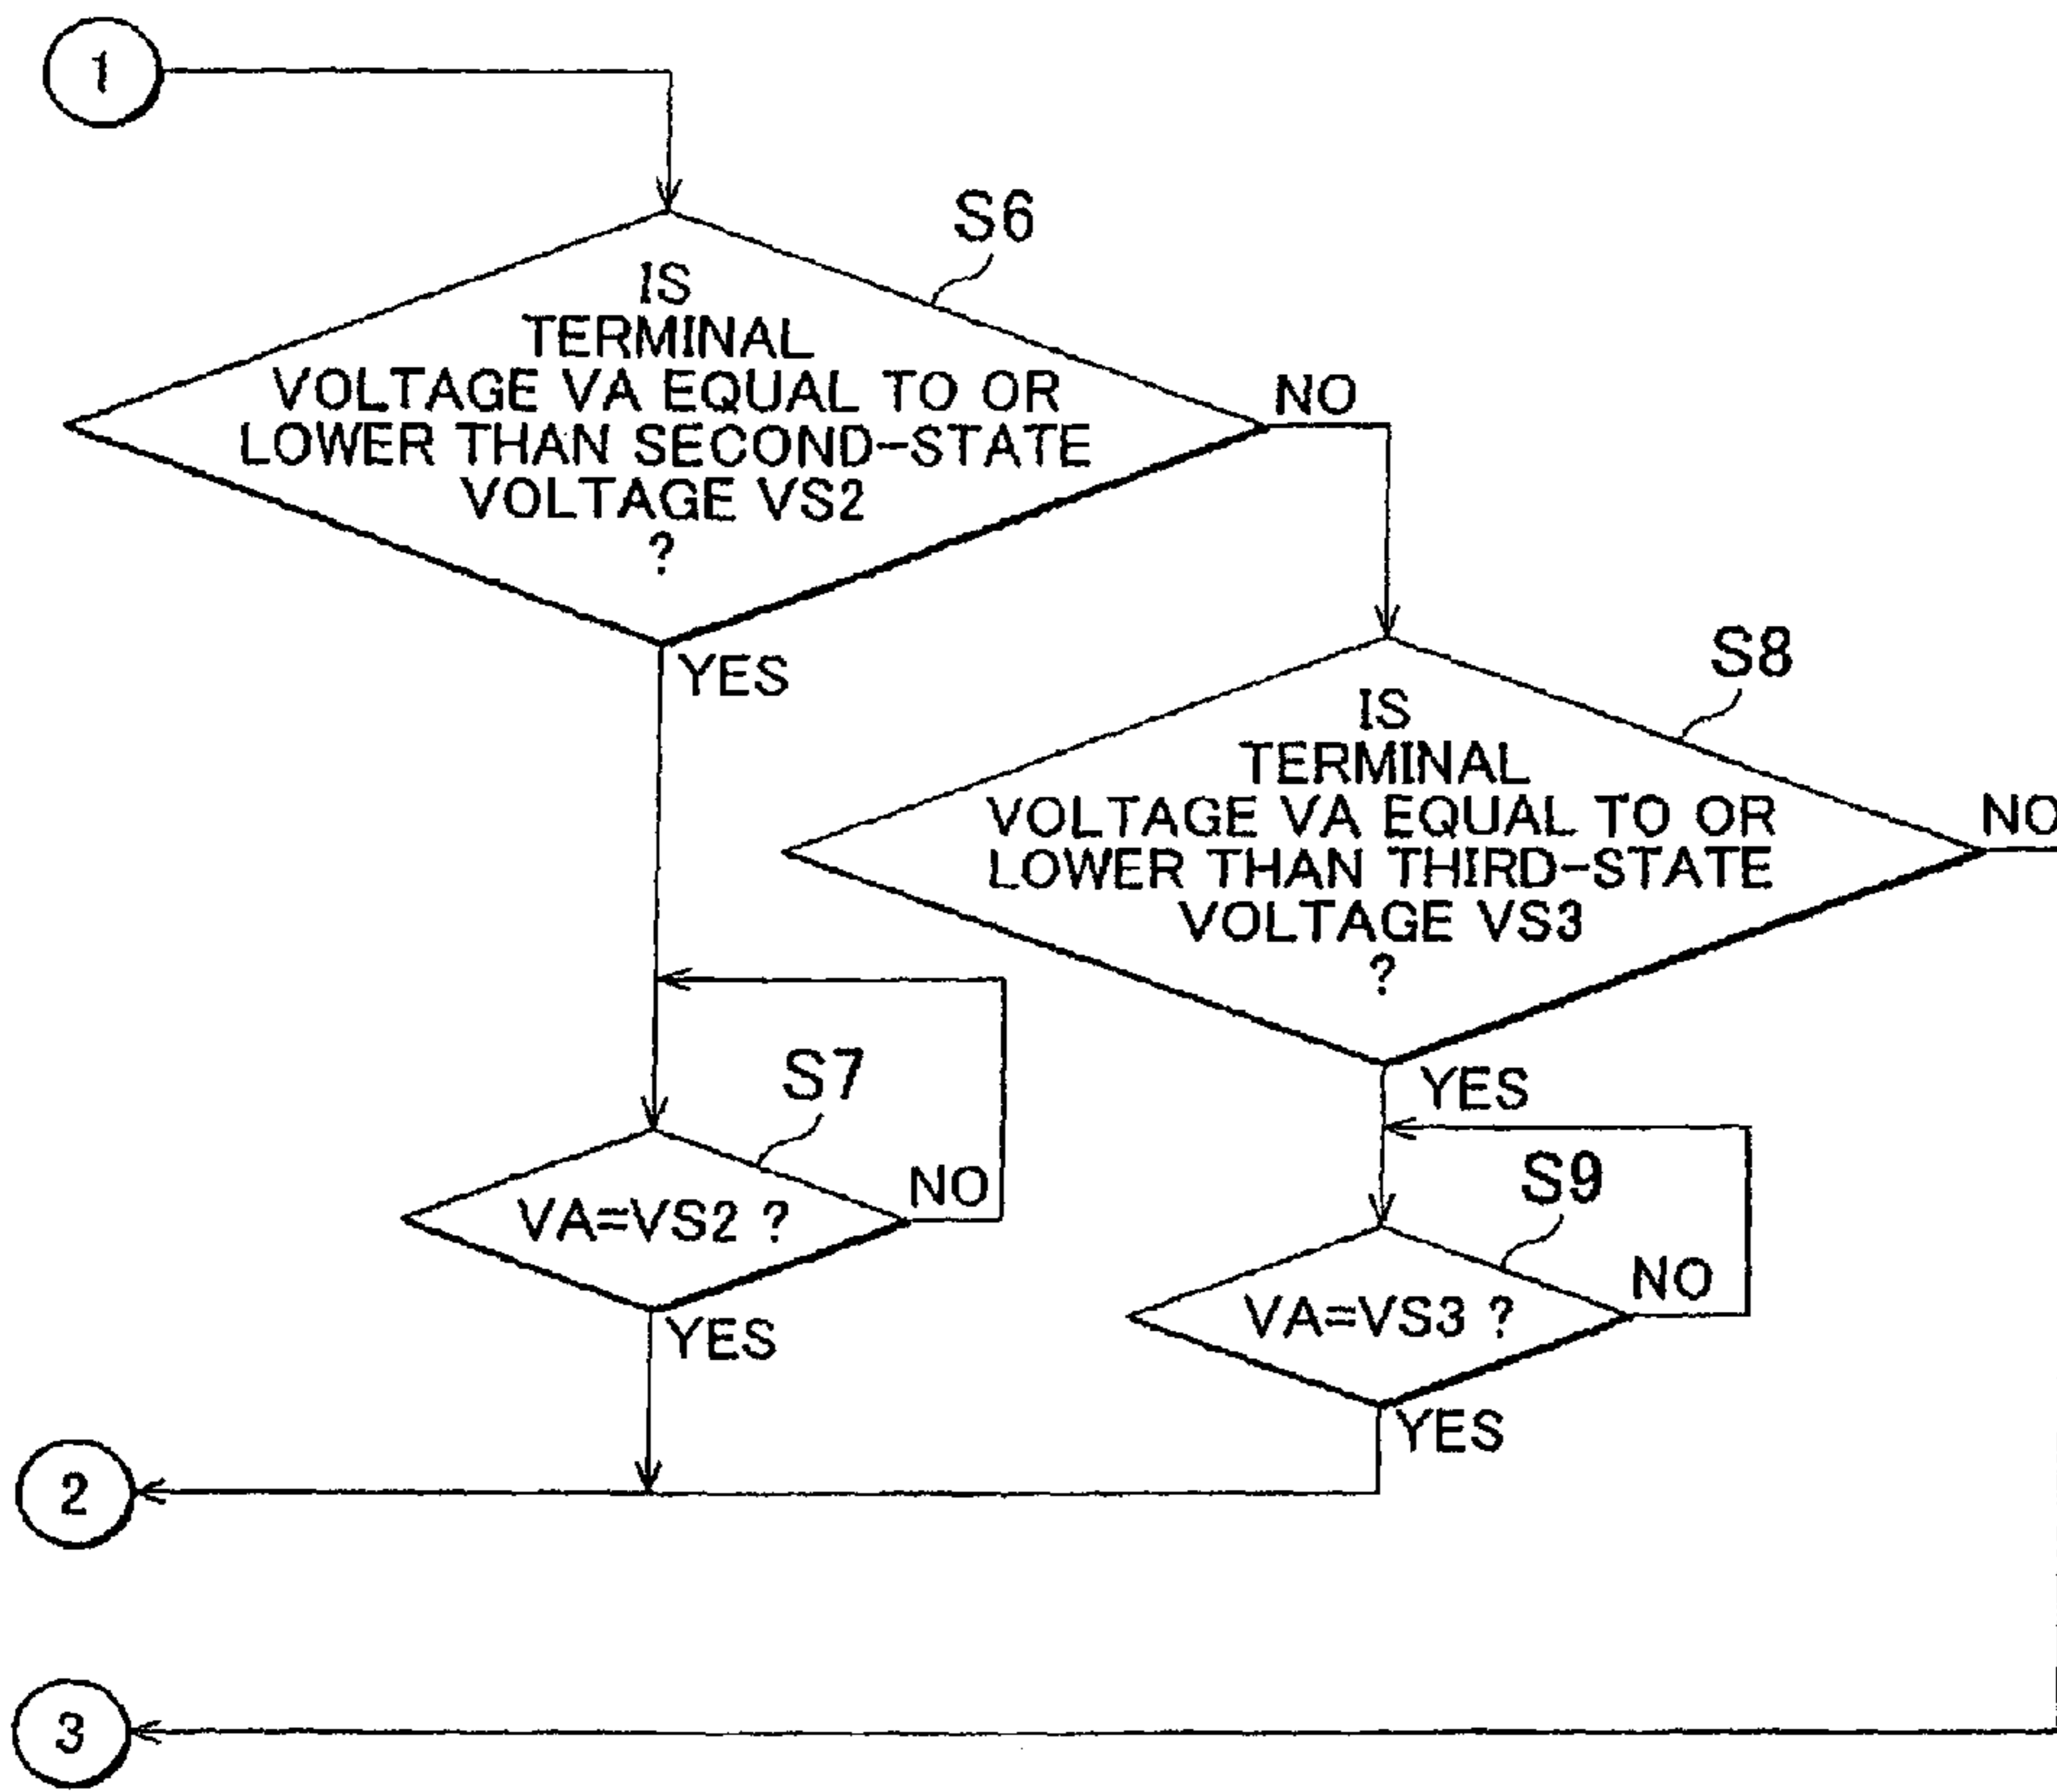 1
S6
IS
TERMINAL
VOLTAGE VA EQUAL TO OR
LOWER THAN SECOND-STATE
VOLTAGE VS2
?
NO
YES
S8
IS
TERMINAL
VOLTAGE VA EQUAL TO OR
LOWER THAN THIRD-STATE
VOLTAGE VS3
?
NO
YES
S7
VA=VS2 ?
NO
YES
S9
VA=VS3 ?
NO
YES
2
3